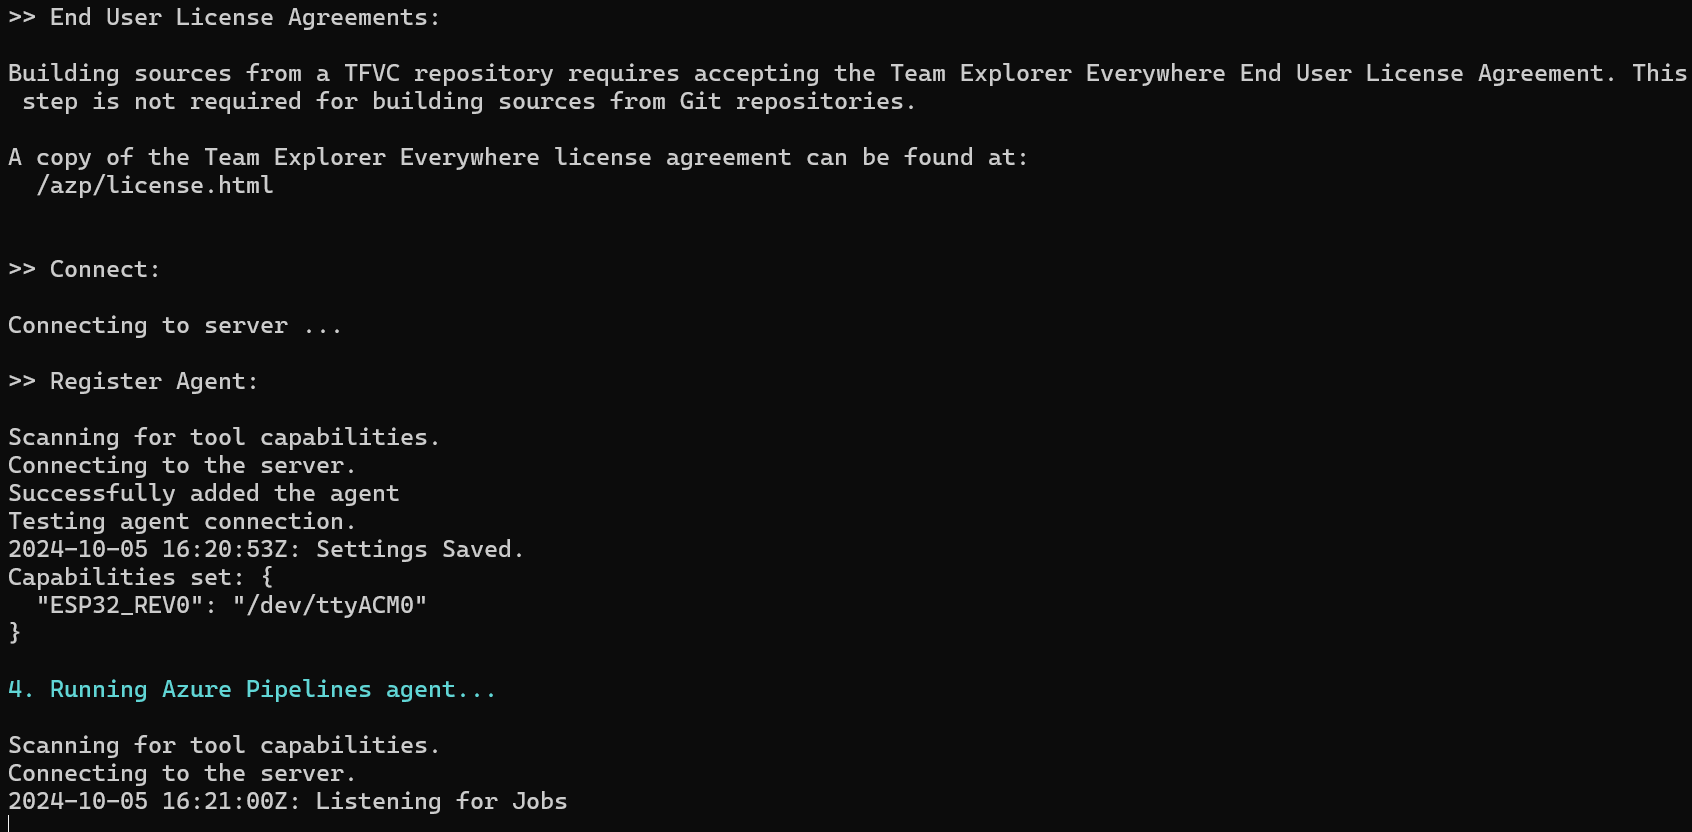 >> End User License Agreements:
Building sources from a TFVC repository requires accepting the Team Explorer Everywhere End User License Agreement. This
 step is not required for building sources from Git repositories.
A copy of the Team Explorer Everywhere license agreement can be found at:
  /azp/license.html
>> Connect:
Connecting to server ...
>> Register Agent:
Scanning for tool capabilities.
Connecting to the server.
Successfully added the agent
Testing agent connection.
2024-10-05 16:20:53Z: Settings Saved.
Capabilities set: {
  "ESP32_REV0": "/dev/ttyACM0"
}
4. Running Azure Pipelines agent...
Scanning for tool capabilities.
Connecting to the server.
2024-10-05 16:21:00Z: Listening for Jobs